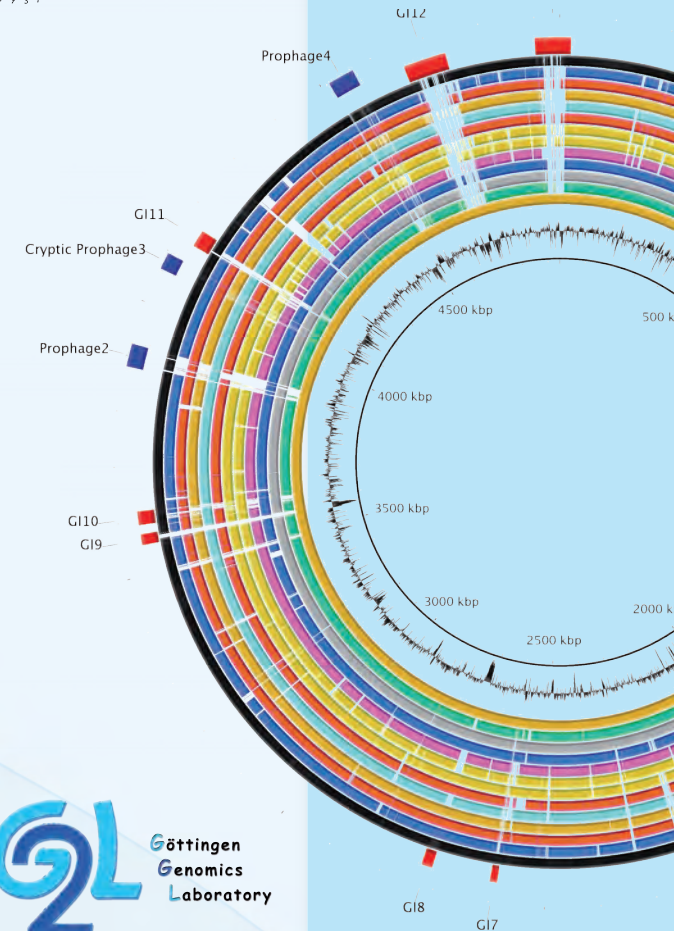 GI12
Prophage4
GI11
Cryptic Prophage3
Prophage2
GI10
GI9
4500 kbp
500 k
4000 kbp
3500 kbp
3000 kbp
2000 k
2500 kbp
G2L
Göttingen
Genomics
Laboratory
GI8
GI7